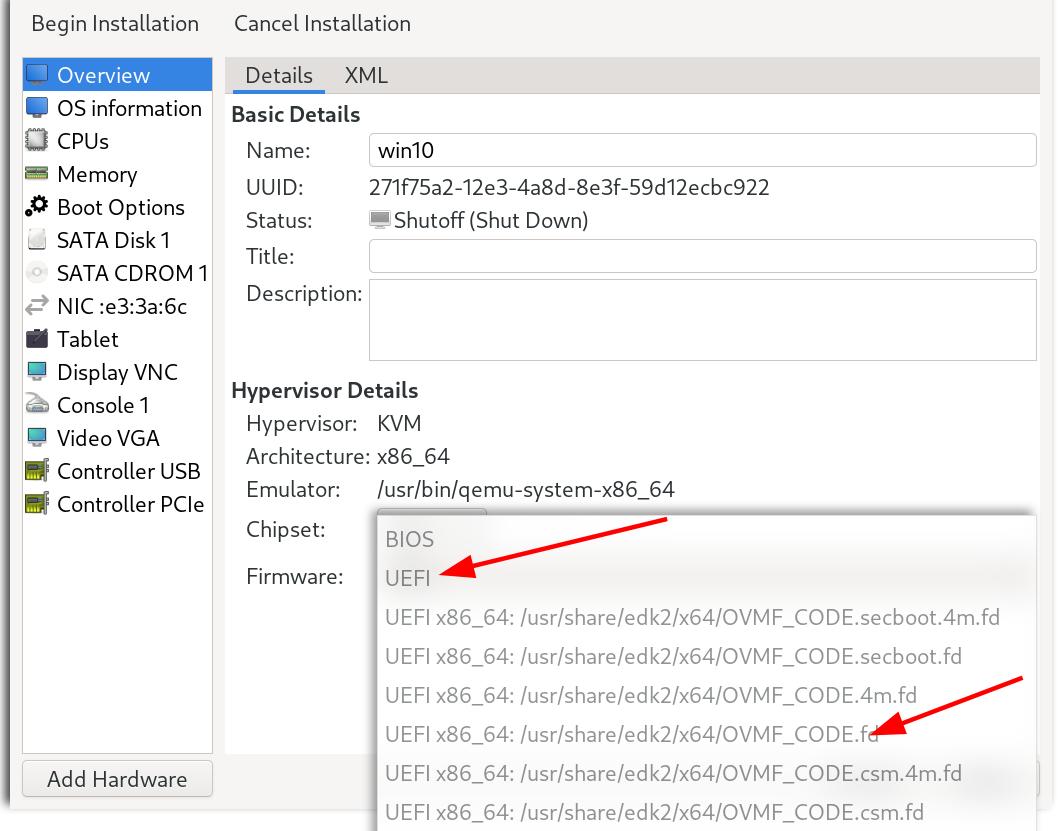 Begin Installation Cancel Installation
Overview
OS information
CPUs
Memory
Boot Options
SATA Disk 1
SATA CDROM 1
NIC :e3:3a:6c
Tablet
Display VNC
Console 1
Video VGA
Controller USB
Controller PCIe
Add Hardware
Details XML
Basic Details
Name: win10
UUID: 271f75a2-12e3-4a8d-8e3f-59d12ecbc922
Status: Shutoff (Shut Down)
Title:
Description:
Hypervisor Details
Hypervisor: KVM
Architecture: x86_64
Emulator: /usr/bin/qemu-system-x86_64
Chipset:
Firmware:
BIOS
UEFI
UEFI x86_64: /usr/share/edk2/x64/OVMF_CODE.secboot.4m.fd
UEFI x86_64: /usr/share/edk2/x64/OVMF_CODE.secboot.fd
UEFI x86_64: /usr/share/edk2/x64/OVMF_CODE.4m.fd
UEFI x86_64: /usr/share/edk2/x64/OVMF_CODE.fd
UEFI x86_64: /usr/share/edk2/x64/OVMF_CODE.csm.4m.fd
UEFI x86_64: /usr/share/edk2/x64/OVMF_CODE.csm.fd